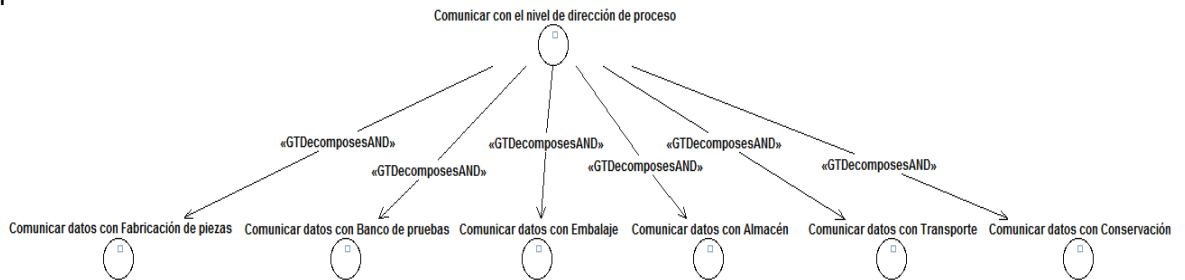 Comunicar con el nivel de dirección de proceso
«GTDecomposesAND»
«GTDecomposesAND»
«GTDecomposesAND»
«GTDecomposesAND»
«GTDecomposesAND»
«GTDecomposesAND»
Comunicar datos con Fabricación de piezas
Comunicar datos con Banco de pruebas
Comunicar datos con Embalaje
Comunicar datos con Almacén
Comunicar datos con Transporte
Comunicar datos con Conservación